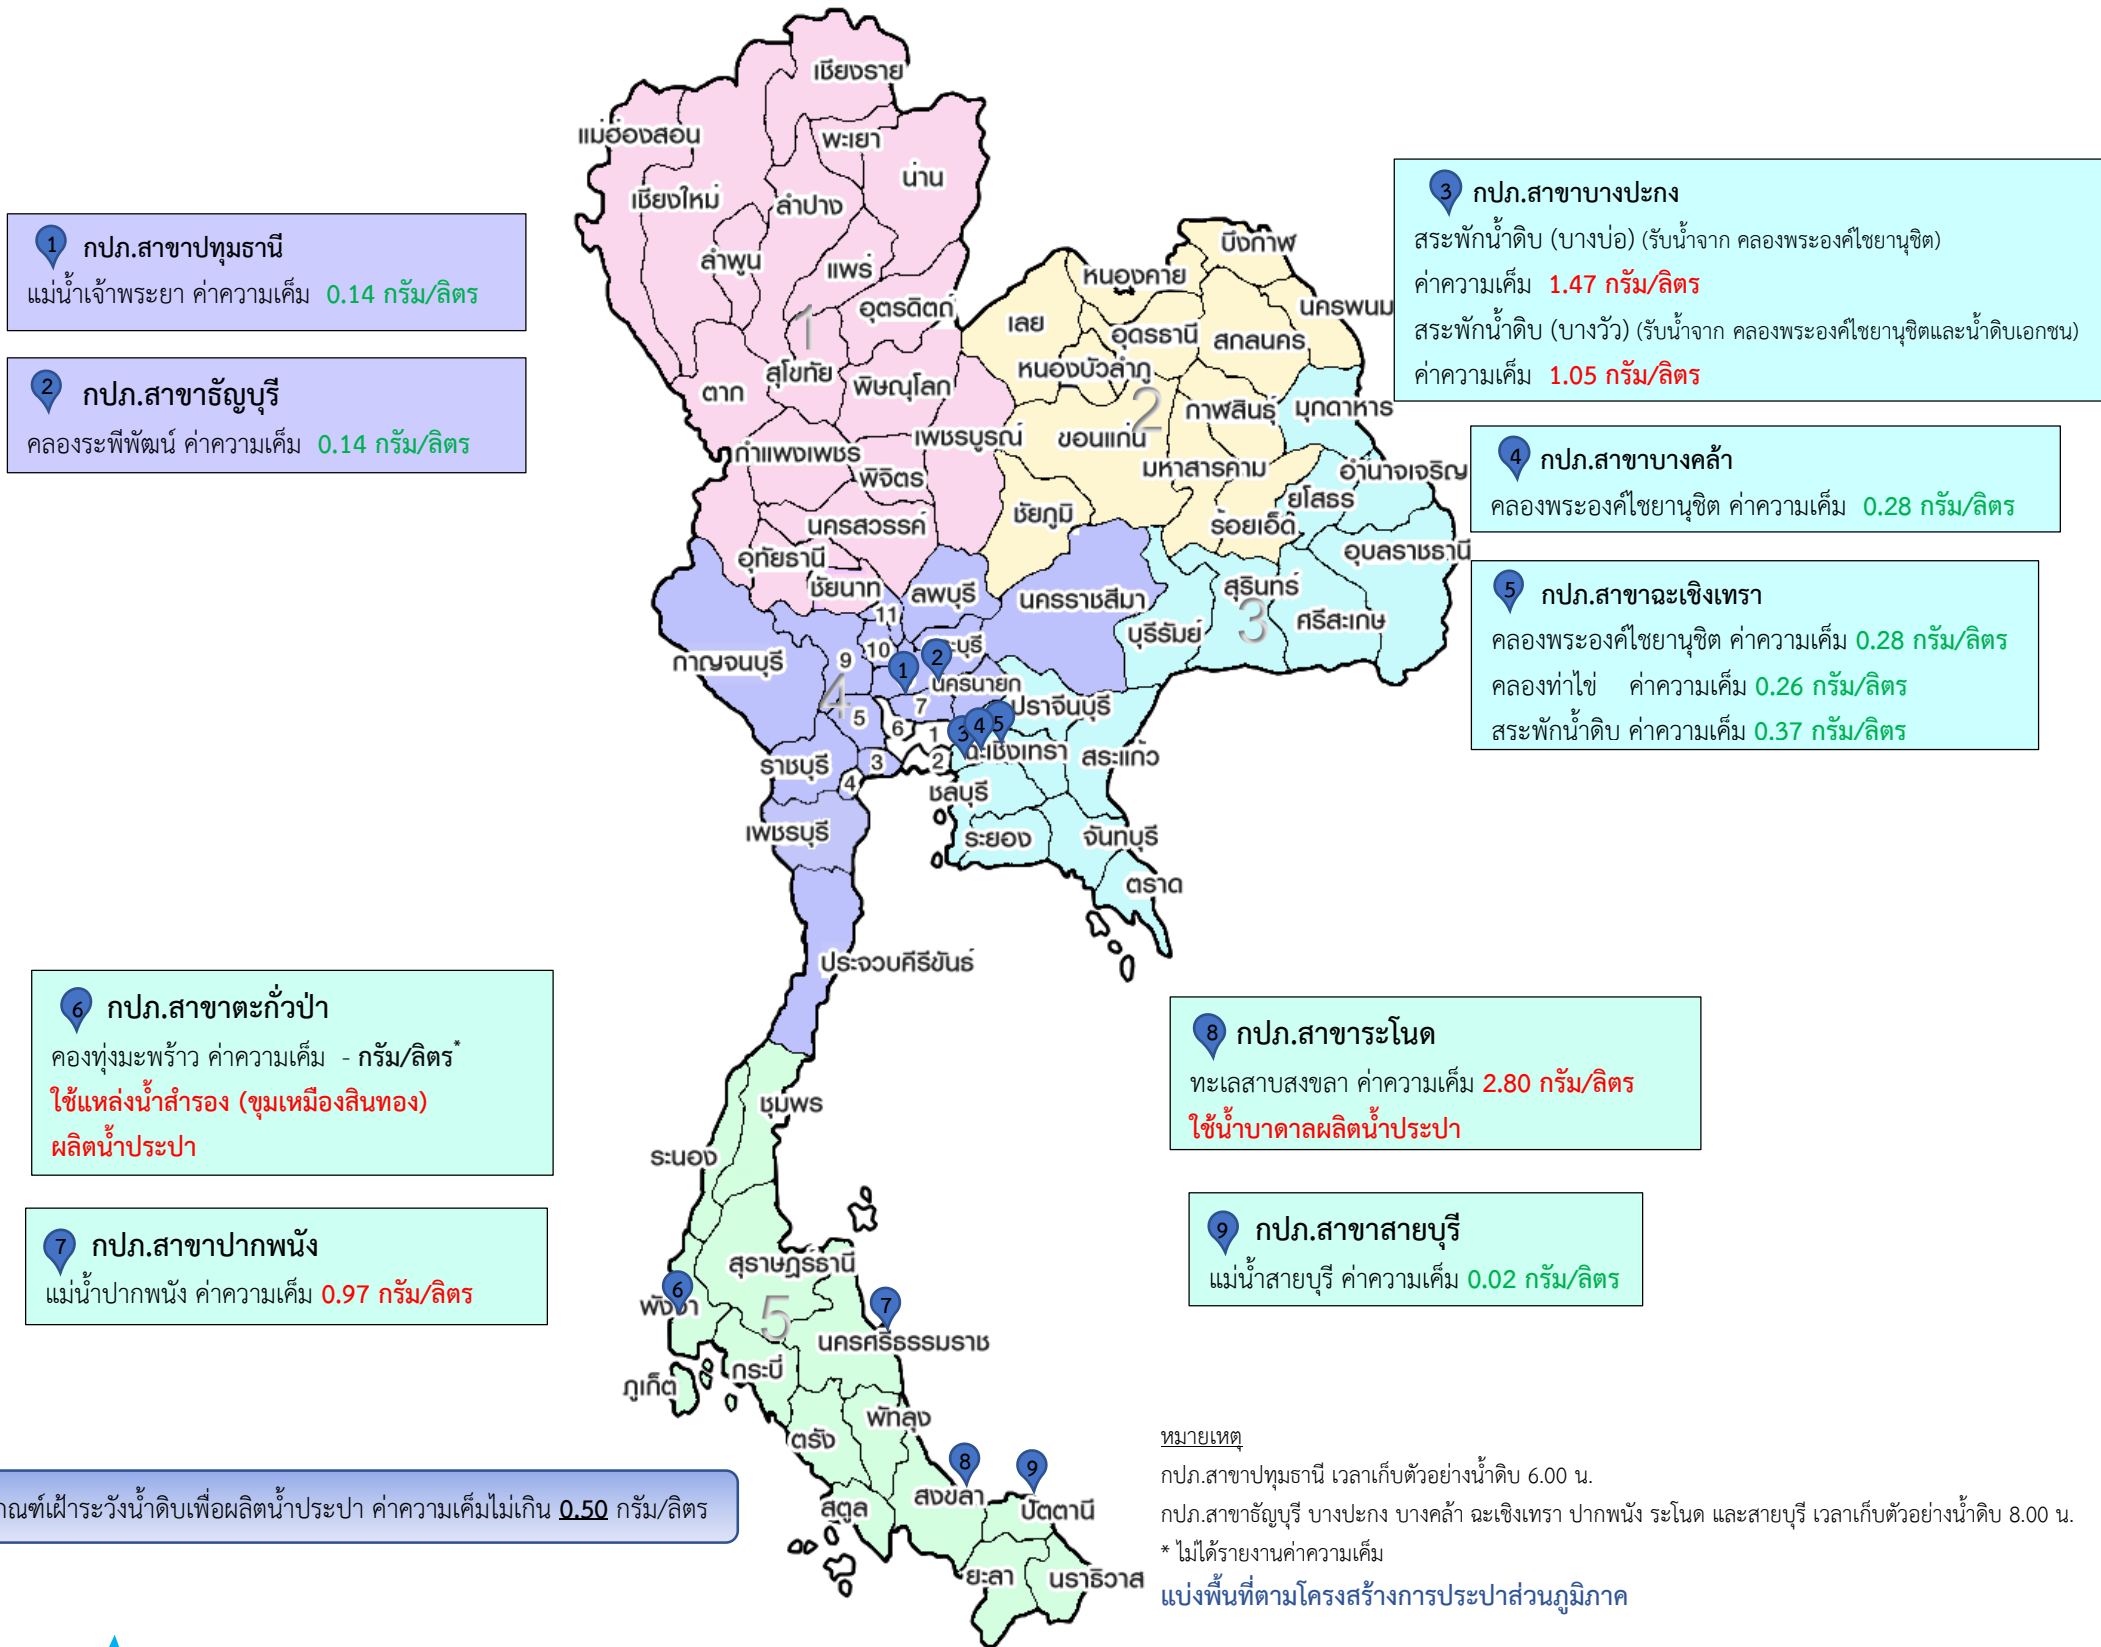 เชียงราย
แม่ฮ่องสอน
พะเยา
น่าน
เชียงใหม่
ลำปาง
ลำพูน
แพร่
อุตรดิตถ์
1
สุโขทัย
ตาก
พิษณุโลก
เพชรบูรณ์
กำแพงเพชร
พิจิตร
นครสวรรค์
อุทัยธานี
ชัยนาท
บึงกาฬ
หนองคาย
นครพนม
เลย
อุดรธานี
สกลนคร
หนองบัวลำภู
2
กาฬสินธุ์
มุกดาหาร
ขอนแก่น
มหาสารคาม
อำนาจเจริญ
ยโสธร
ชัยภูมิ
ร้อยเอ็ด
อุบลราชธานี
สุรินทร์
3
ศรีสะเกษ
บุรีรัมย์
นครราชสีมา
ลพบุรี
11
10
ะบุรี
9
กาญจนบุรี
4
1
2
นครนายก
7
5
6
1
ปราจีนบุรี
3
4
5
ฉะเชิงเทรา
สระแก้ว
2
3
4
ราชบุรี
ชลบุรี
เพชรบุรี
ระยอง
จันทบุรี
ตราด
ประจวบคีรีขันธ์
ชุมพร
ระนอง
สุราษฎร์ธานี
6
พังงา
5
7
นครศรีธรรมราช
กระบี่
ภูเก็ต
พัทลุง
ตรัง
8
9
สงขลา
ปัตตานี
สตูล
ยะลา
นราธิวาส
1 กปภ.สาขาปทุมธานี
แม่น้ำเจ้าพระยา ค่าความเค็ม 0.14 กรัม/ลิตร
2 กปภ.สาขาธัญบุรี
คลองระพีพัฒน์ ค่าความเค็ม 0.14 กรัม/ลิตร
3 กปภ.สาขาบางปะกง
สระพักน้ำดิบ (บางบ่อ) (รับน้ำจาก คลองพระองค์ไชยานุชิต)
ค่าความเค็ม 1.47 กรัม/ลิตร
สระพักน้ำดิบ (บางวัว) (รับน้ำจาก คลองพระองค์ไชยานุชิตและน้ำดิบเอกชน)
ค่าความเค็ม 1.05 กรัม/ลิตร
4 กปภ.สาขาบางคล้า
คลองพระองค์ไชยานุชิต ค่าความเค็ม 0.28 กรัม/ลิตร
5 กปภ.สาขาฉะเชิงเทรา
คลองพระองค์ไชยานุชิต ค่าความเค็ม 0.28 กรัม/ลิตร
คลองท่าไข่ ค่าความเค็ม 0.26 กรัม/ลิตร
สระพักน้ำดิบ ค่าความเค็ม 0.37 กรัม/ลิตร
6 กปภ.สาขาตะกั่วป่า
คองทุ่งมะพร้าว ค่าความเค็ม - กรัม/ลิตร*
ใช้แหล่งน้ำสำรอง (ขุมเหมืองสินทอง)
ผลิตน้ำประปา
7 กปภ.สาขาปากพนัง
แม่น้ำปากพนัง ค่าความเค็ม 0.97 กรัม/ลิตร
8 กปภ.สาขาระโนด
ทะเลสาบสงขลา ค่าความเค็ม 2.80 กรัม/ลิตร
ใช้น้ำบาดาลผลิตน้ำประปา
9 กปภ.สาขาสายบุรี
แม่น้ำสายบุรี ค่าความเค็ม 0.02 กรัม/ลิตร
ณฑ์เฝ้าระวังน้ำดิบเพื่อผลิตน้ำประปา ค่าความเค็มไม่เกิน 0.50 กรัม/ลิตร
หมายเหตุ
กปภ.สาขาปทุมธานี เวลาเก็บตัวอย่างน้ำดิบ 6.00 น.
กปภ.สาขาธัญบุรี บางปะกง บางคล้า ฉะเชิงเทรา ปากพนัง ระโนด และสายบุรี เวลาเก็บตัวอย่างน้ำดิบ 8.00 น.
* ไม่ได้รายงานค่าความเค็ม
แบ่งพื้นที่ตามโครงสร้างการประปาส่วนภูมิภาค